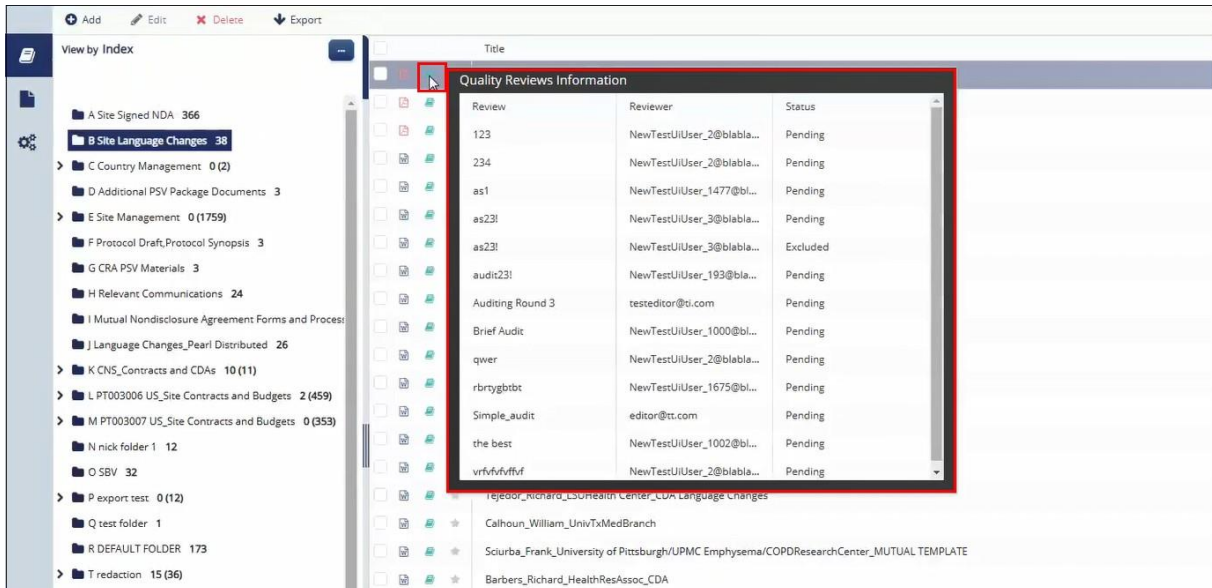 Add Edit Delete Export
View by Index
...
A Site Signed NDA 366
B Site Language Changes 38
C Country Management 0 (2)
D Additional PSV Package Documents 3
E Site Management 0 (1759)
F Protocol Draft,Protocol Synopsis 3
G CRA PSV Materials 3
H Relevant Communications 24
I Mutual Nondisclosure Agreement Forms and Process
J Language Changes_Pearl Distributed 26
K CNS_Contracts and CDAs 10 (11)
L PT003006 US_Site Contracts and Budgets 2 (459)
M PT003007 US_Site Contracts and Budgets 0 (353)
N nick folder 1 12
O SBV 32
P export test 0 (12)
Q test folder 1
R DEFAULT FOLDER 173
T redaction 15 (36)
Title
Quality Reviews Information
Review Reviewer Status
123 NewTestUiUser_2@blabla... Pending
234 NewTestUiUser_2@blabla... Pending
as1 NewTestUiUser_1477@bl... Pending
as23! NewTestUiUser_3@blabla... Pending
as23! NewTestUiUser_3@blabla... Excluded
audit23! NewTestUiUser_193@bla... Pending
Auditing Round 3 testeditor@ti.com Pending
Brief Audit NewTestUiUser_1000@bl... Pending
qwer NewTestUiUser_2@blabla... Pending
rbrtygbtbt NewTestUiUser_1675@bl... Pending
Simple_audit editor@tt.com Pending
the best NewTestUiUser_1002@bl... Pending
vrfvfvfvffvf NewTestUiUser_2@blabla... Pending
Tejedor_Richard_LSUHealth Center_CDA Language Changes
Calhoun_William_UnivTxMedBranch
Sciurba_Frank_University of Pittsburgh/UPMC Emphysema/COPDResearchCenter_MUTUAL TEMPLATE
Barbers_Richard_HealthResAssoc_CDA